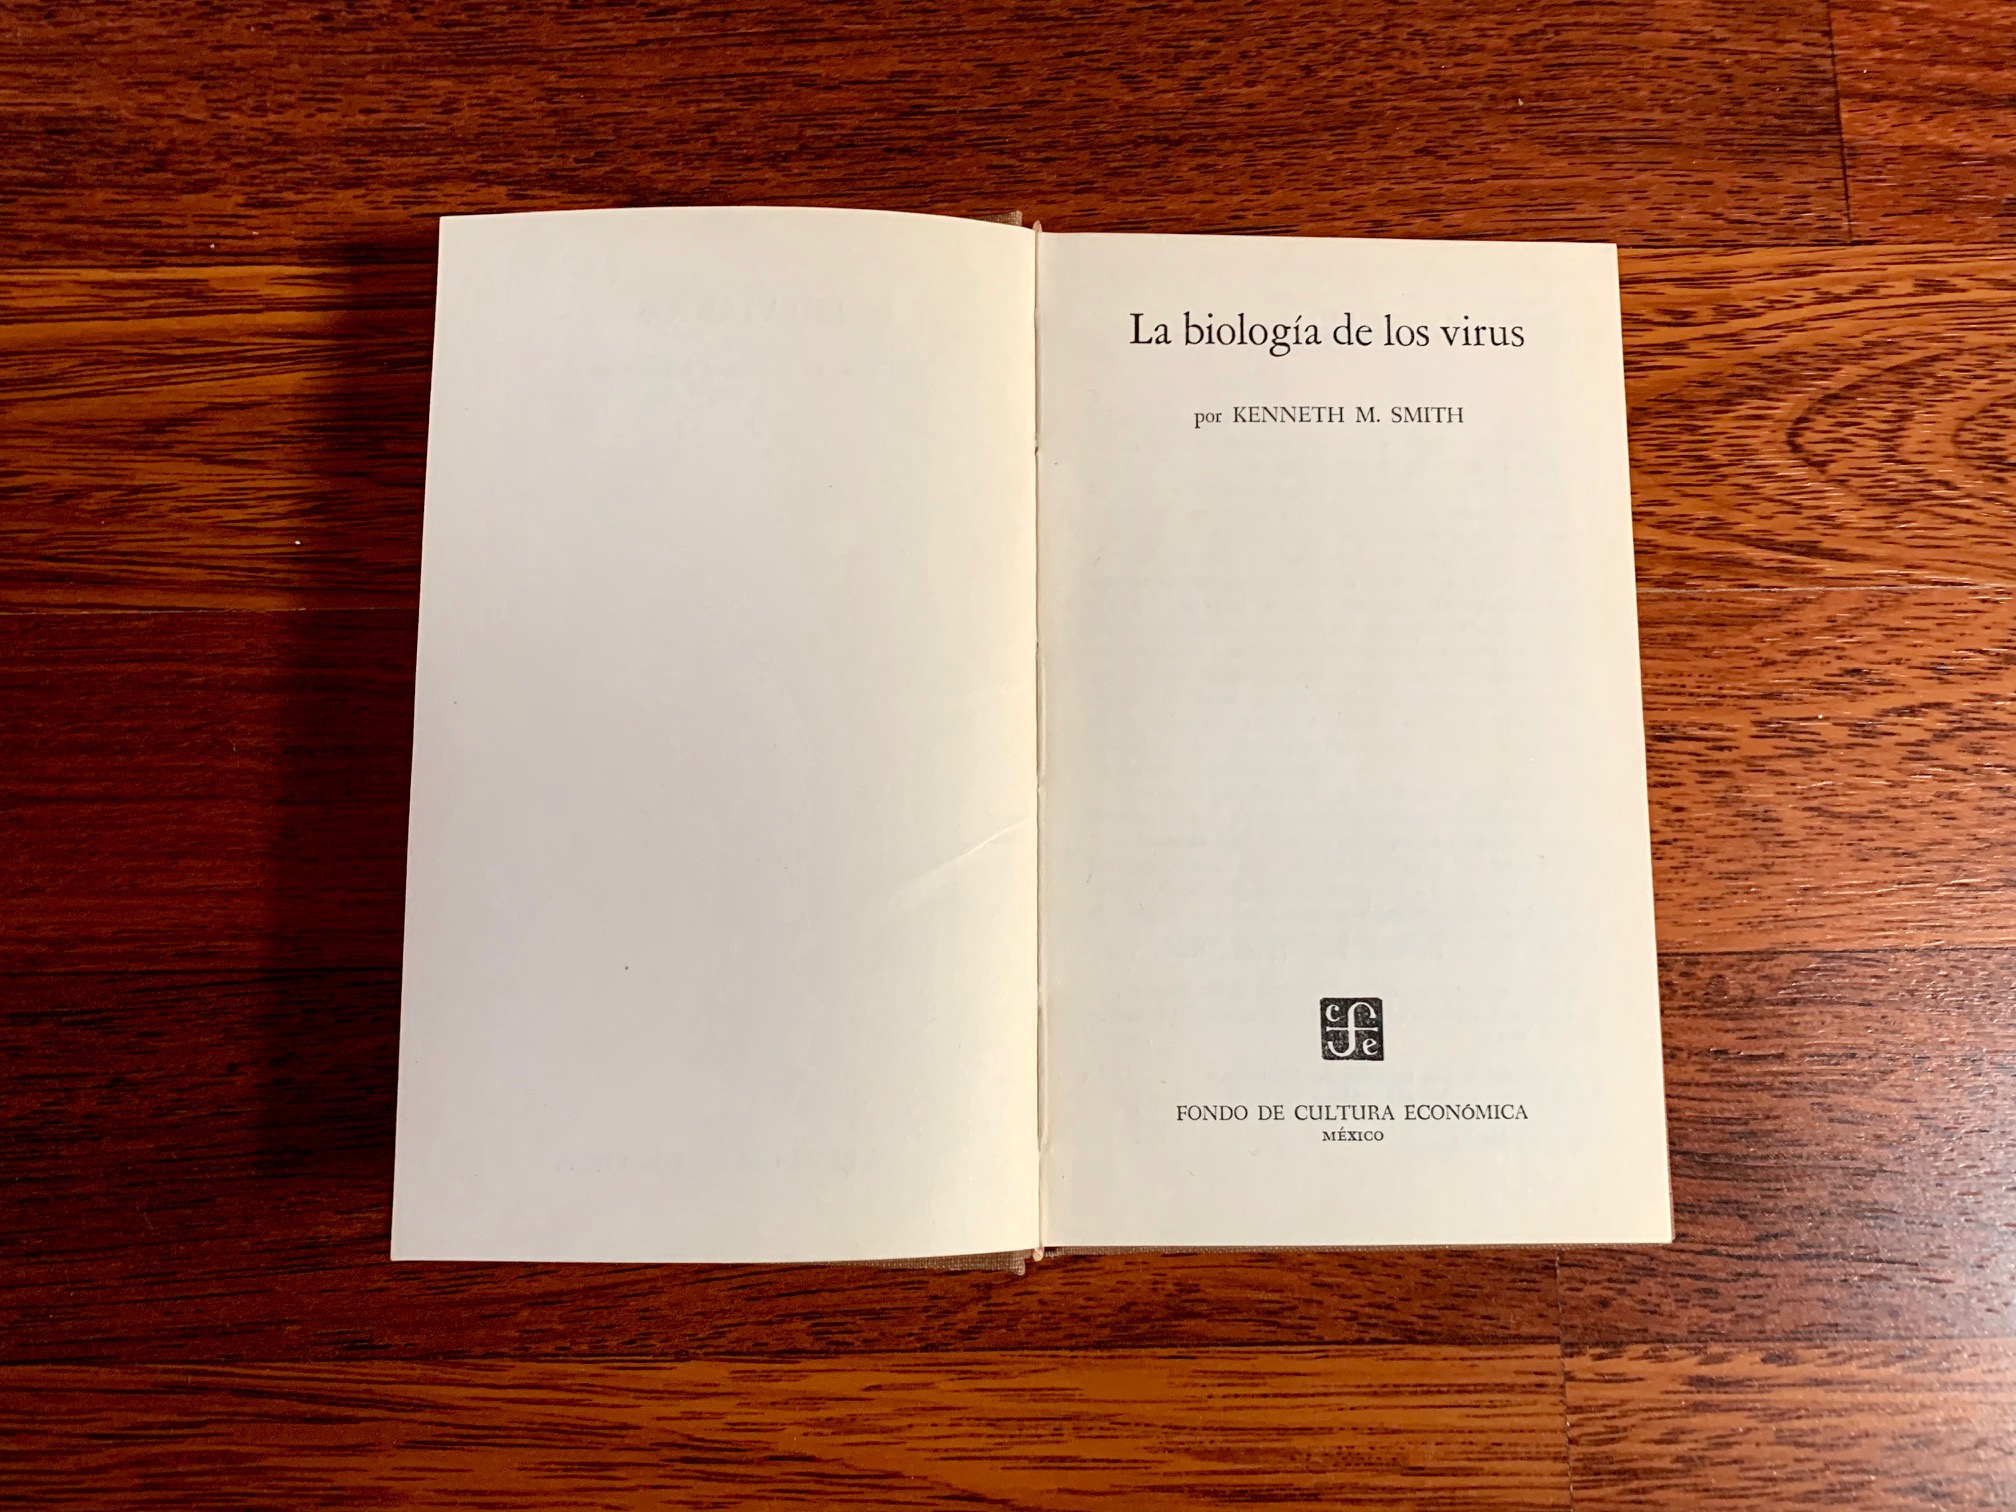 La biología de los virus
por KENNETH M. SMITH
c f e
FONDO DE CULTURA ECONÓMICA
MÉXICO